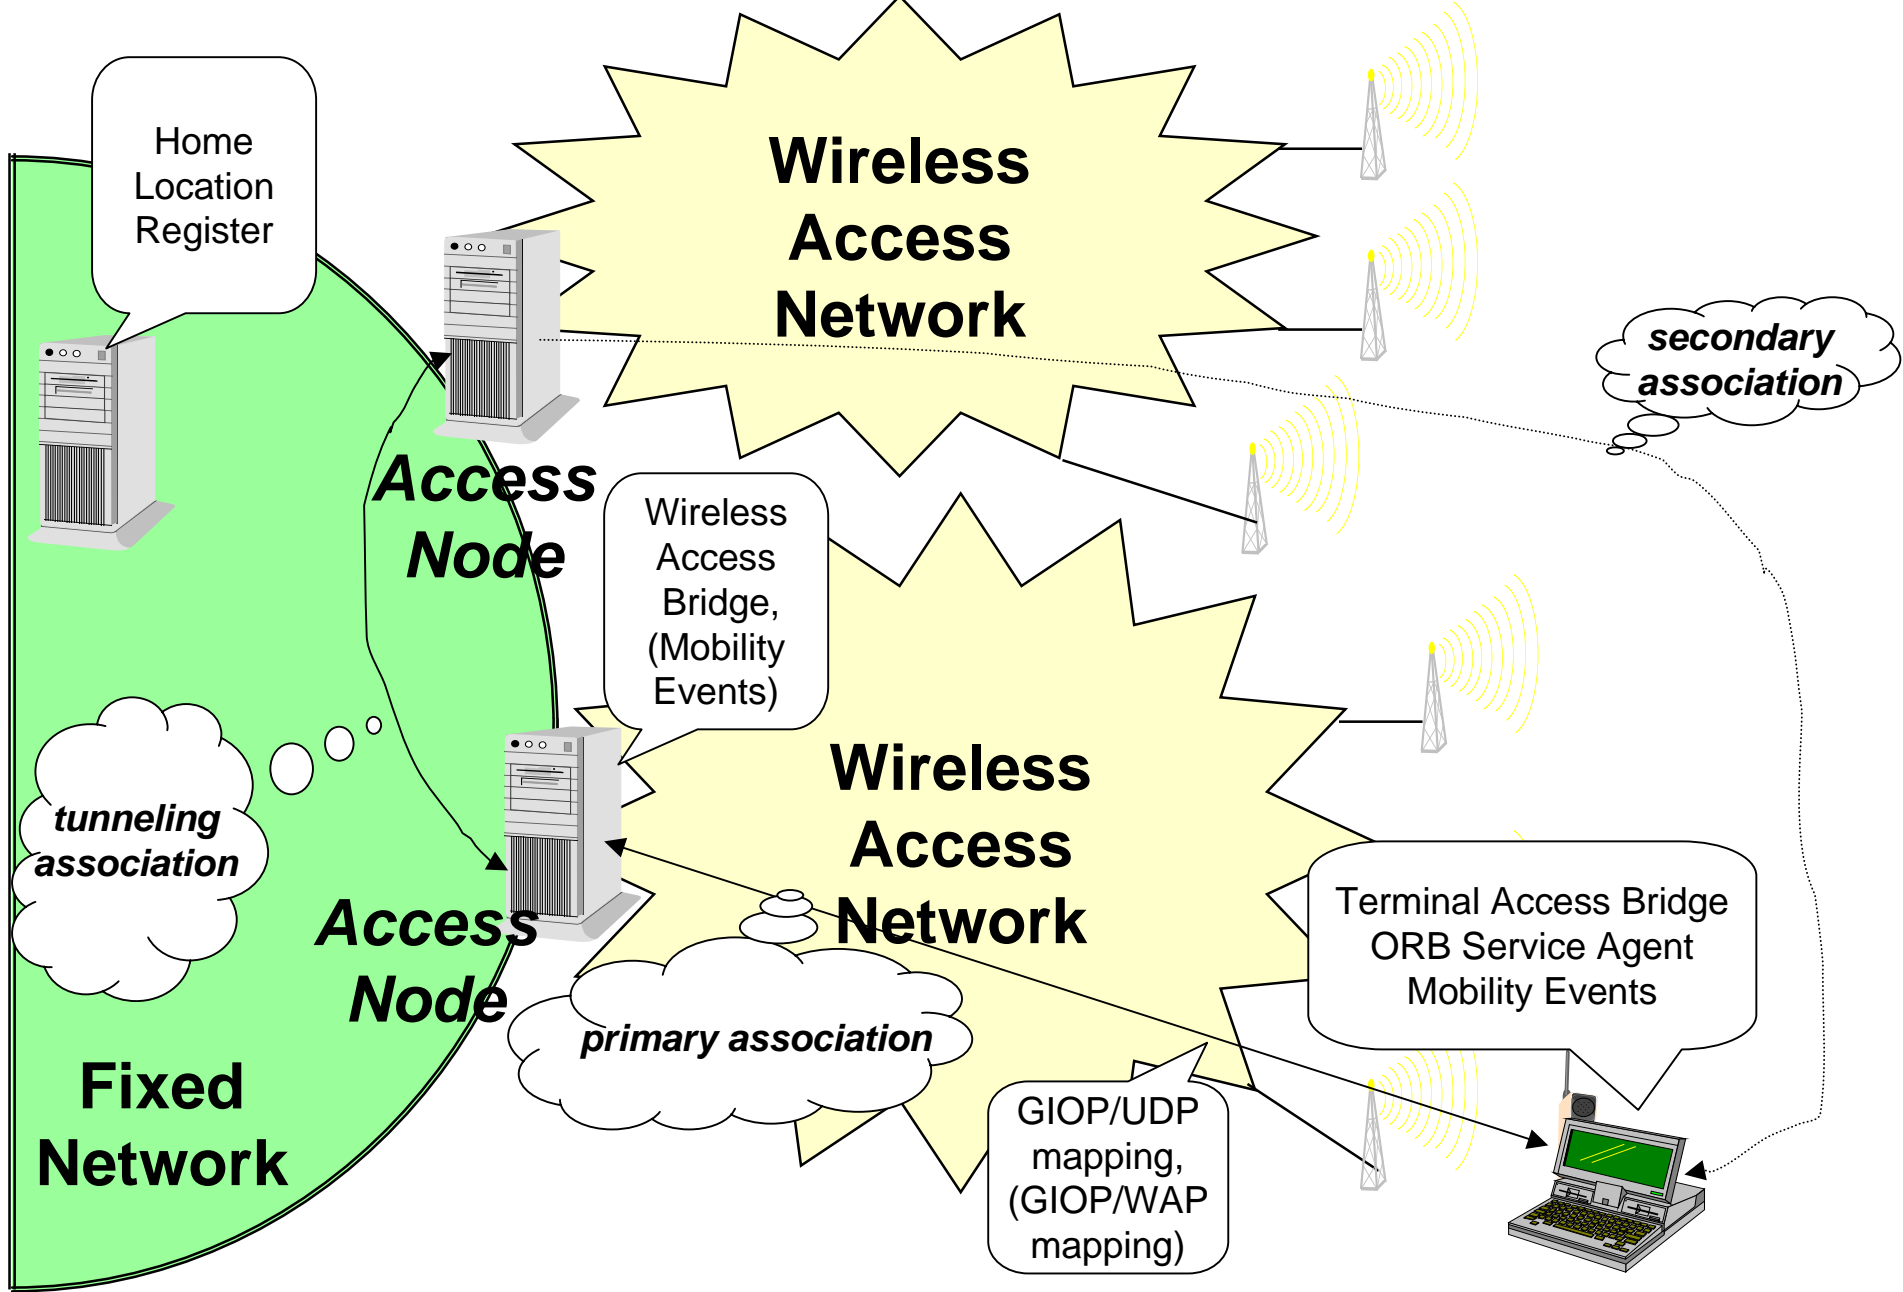 Home
Location
Register
Wireless
Access
Network
secondary
association
Access
Node
Wireless
Access
Bridge,
(Mobility
Events)
Wireless
Access
Network
tunneling
association
Access
Node
Terminal Access Bridge
ORB Service Agent
Mobility Events
primary association
Fixed
Network
GIOP/UDP
mapping,
(GIOP/WAP
mapping)